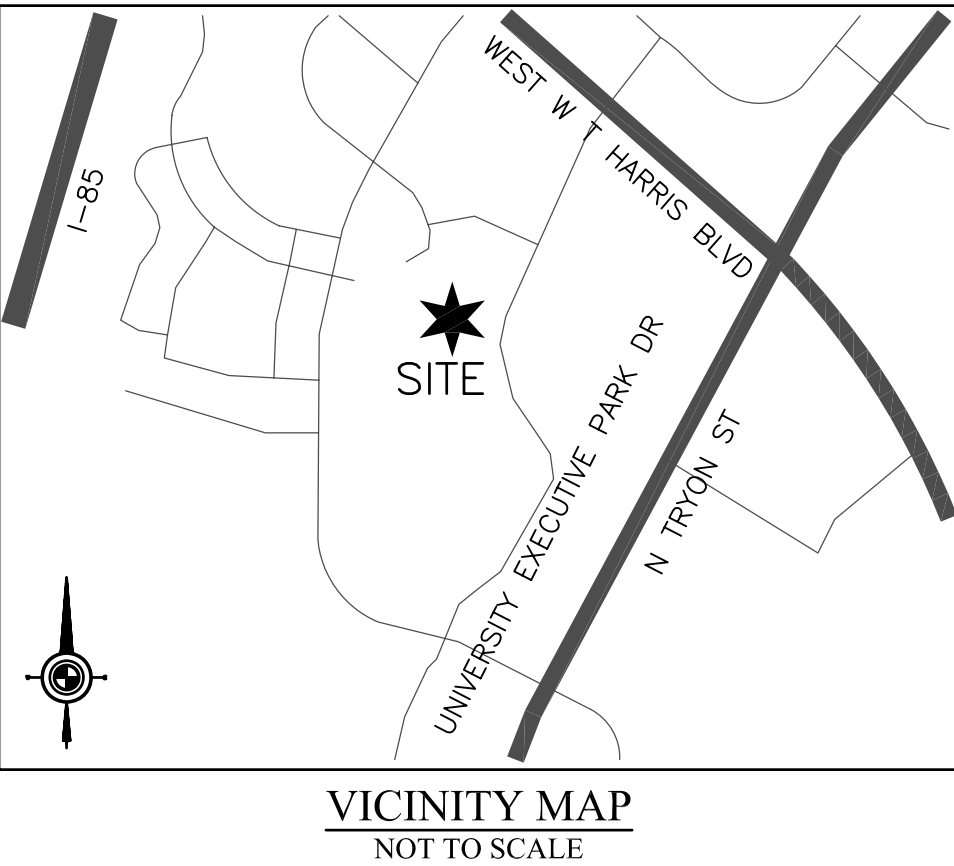 WEST W T HARRIS BLVD
I-85
SITE
UNIVERSITY EXECUTIVE PARK DR
N TRYON ST
VICINITY MAP
NOT TO SCALE